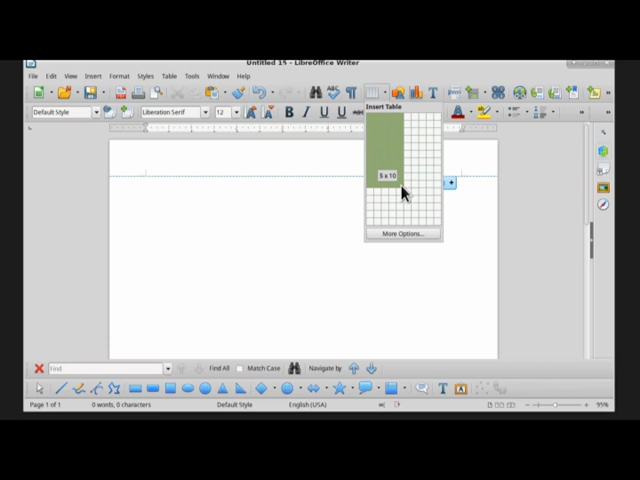 Untitled 15 - LibreOffice Writer
File Edit View Insert Format Styles Table Tools Window Help
Default Style Liberation Serif 12
Insert Table
5 x 10
More Options...
Find Find All Match Case Navigate by
Page 1 of 1 0 words, 0 characters Default Style English (USA) 95%